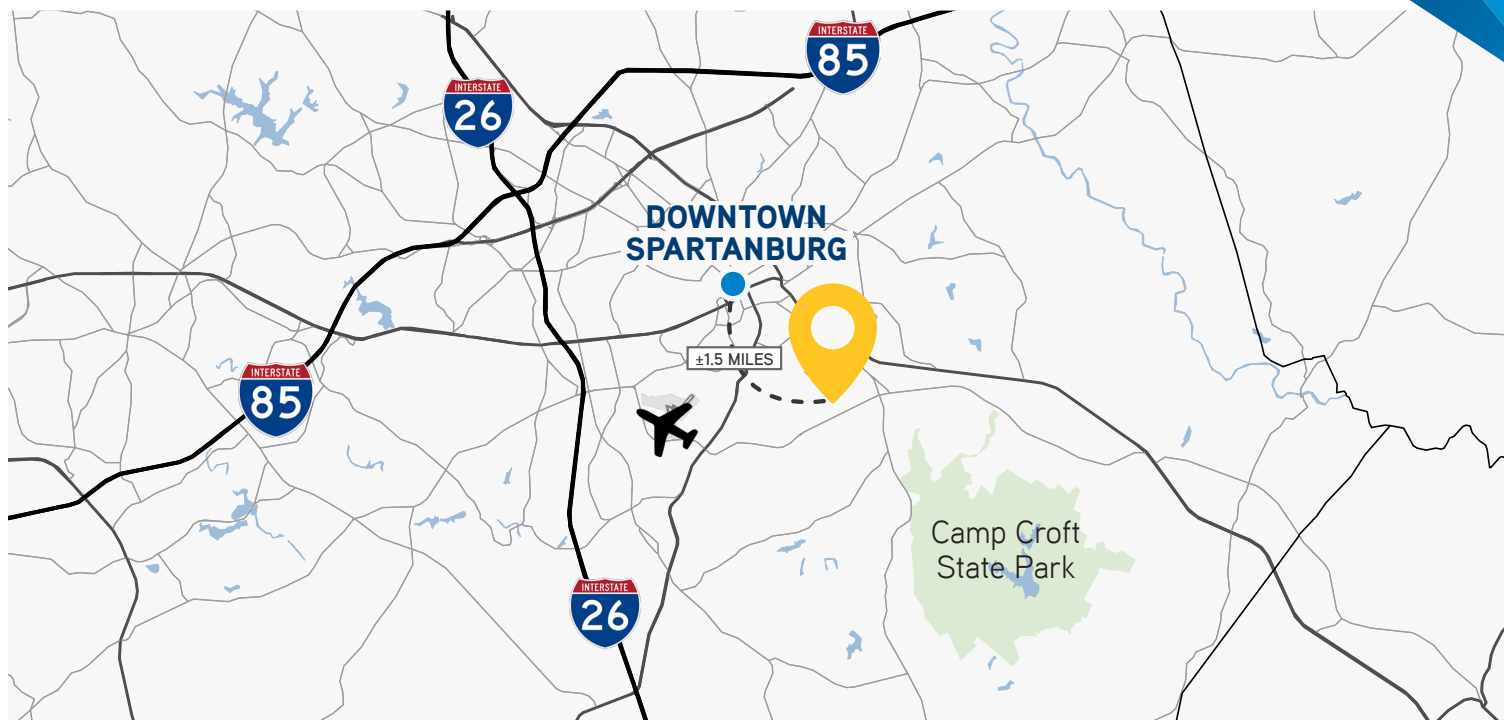 INTERSTATE
85
INTERSTATE
26
DOWNTOWN
SPARTANBURG
±1.5 MILES
INTERSTATE
85
Camp Croft
State Park
INTERSTATE
26